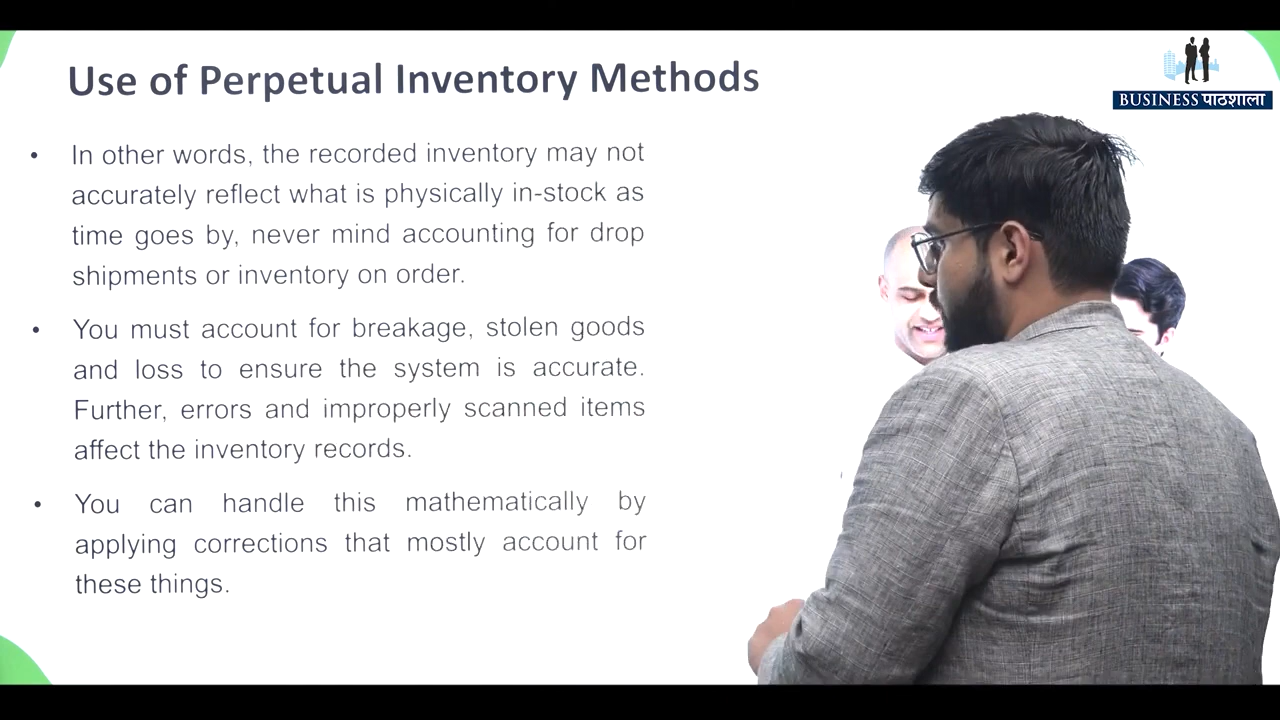 Use of Perpetual Inventory Methods
BUSINESS पाठशाला
• In other words, the recorded inventory may not
accurately reflect what is physically in-stock as
time goes by, never mind accounting for drop
shipments or inventory on order.
• You must account for breakage, stolen goods
and loss to ensure the system is accurate.
Further, errors and improperly scanned items
affect the inventory records.
• You can handle this mathematically by
applying corrections that mostly account for
these things.